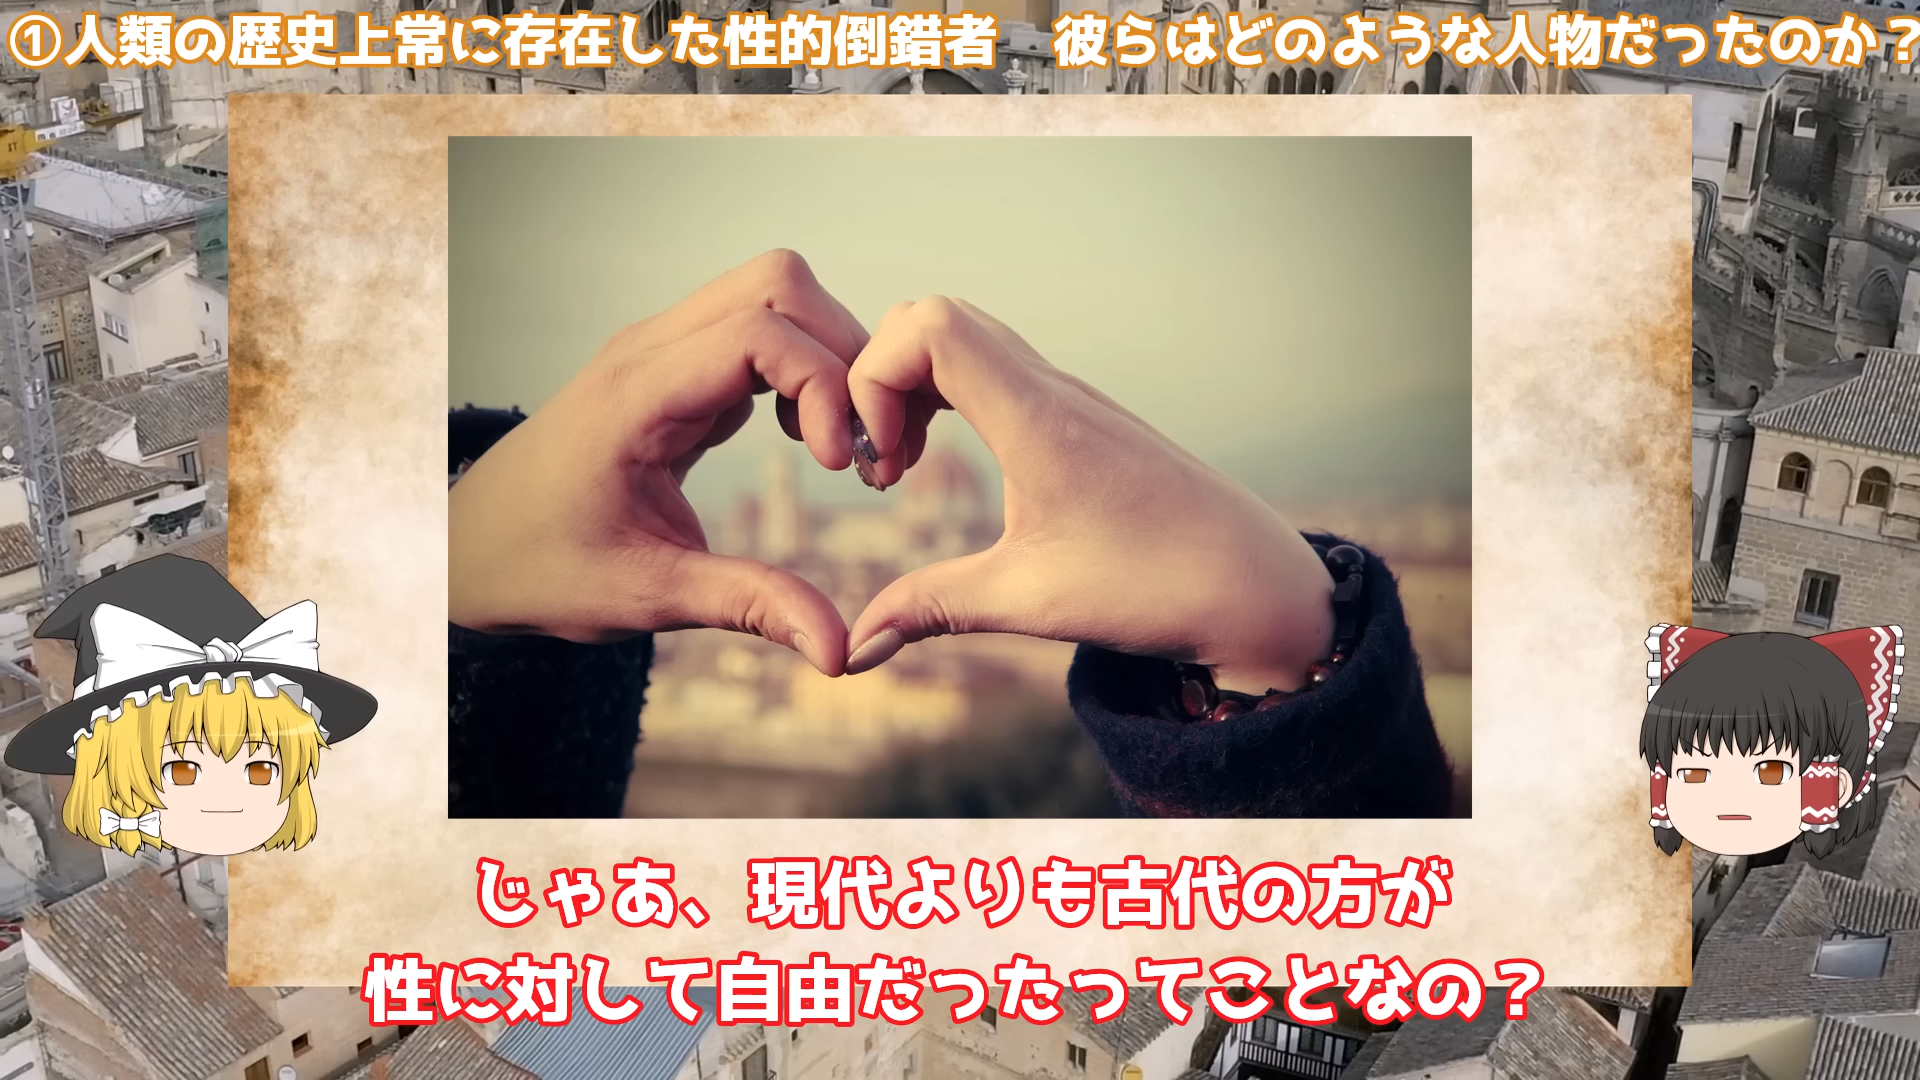 ①人類の歴史上常に存在した性的倒錯者　彼らはどのような人物だったのか？
じゃあ、現代よりも古代の方が
性に対して自由だったってことなの？